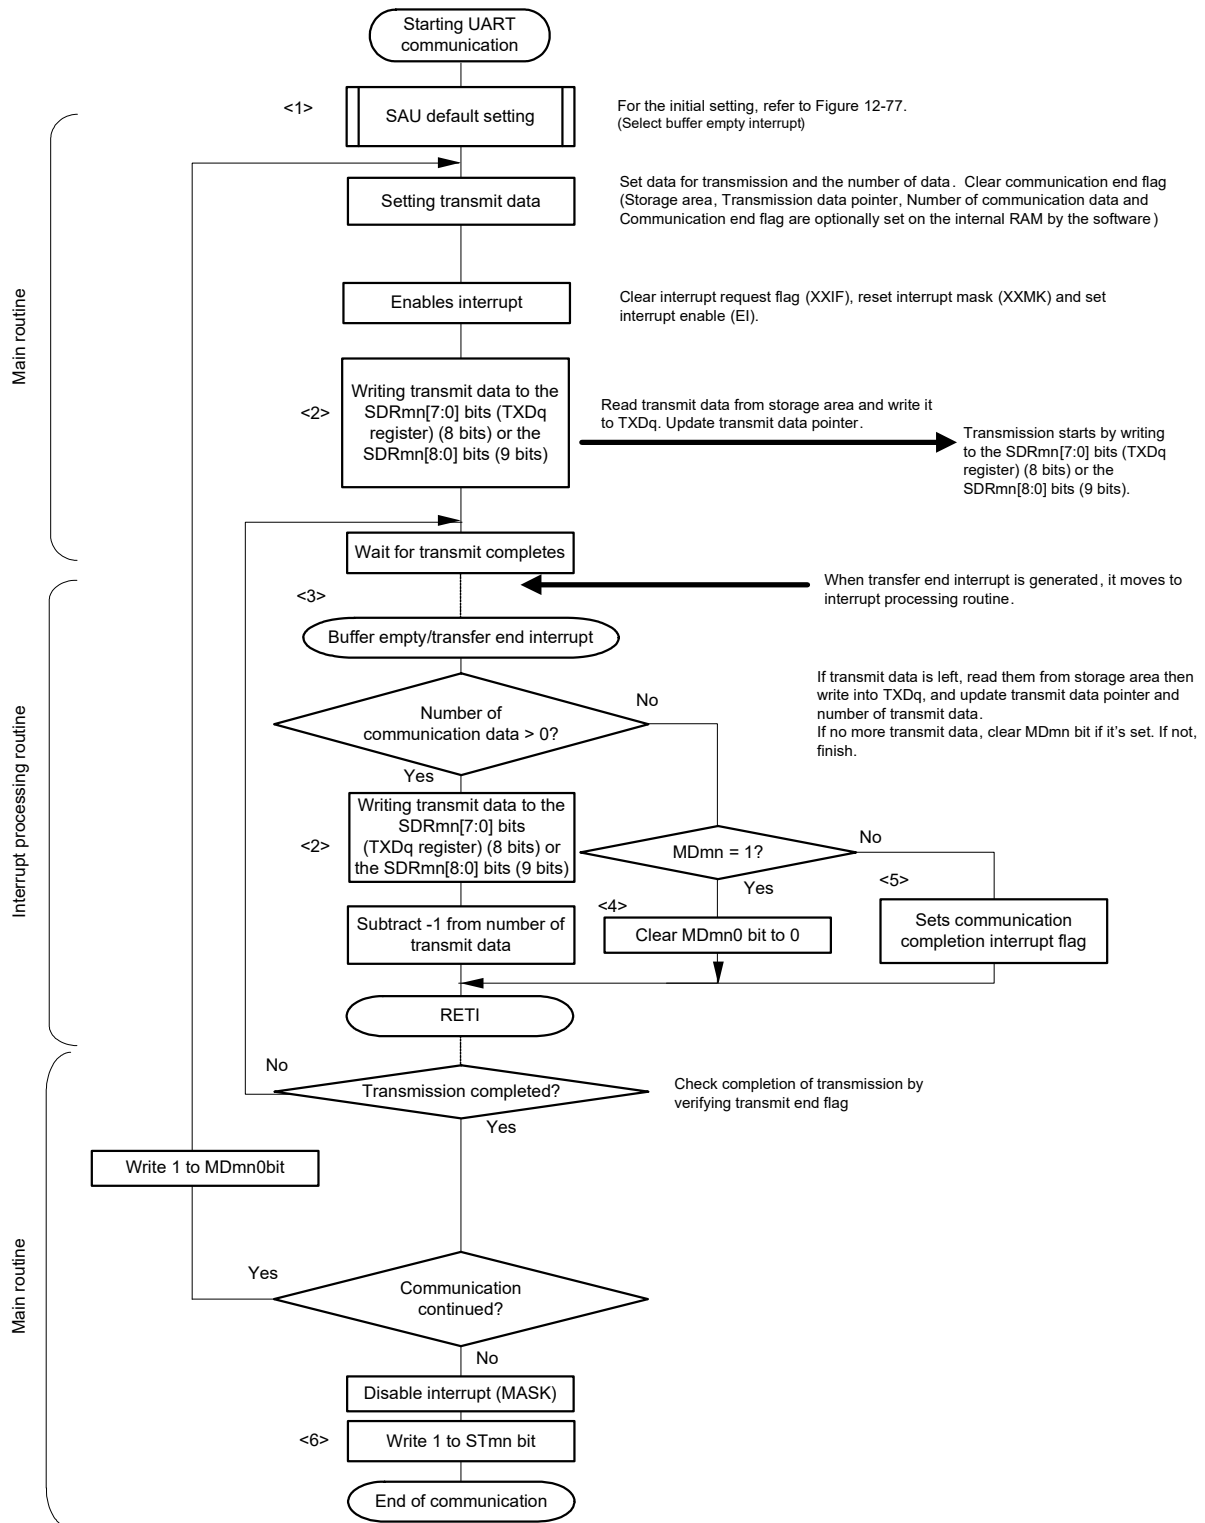 Starting UART
communication
<1>
SAU default setting
For the initial setting, refer to Figure 12-77.
(Select buffer empty interrupt)
Setting transmit data
Set data for transmission and the number of data. Clear communication end flag
(Storage area, Transmission data pointer, Number of communication data and
Communication end flag are optionally set on the internal RAM by the software)
Main routine
Enables interrupt
Clear interrupt request flag (XXIF), reset interrupt mask (XXMK) and set
interrupt enable (EI).
<2>
Writing transmit data to the
SDRmn[7:0] bits (TXDq
register) (8 bits) or the
SDRmn[8:0] bits (9 bits)
Read transmit data from storage area and write it
to TXDq. Update transmit data pointer.
Transmission starts by writing
to the SDRmn[7:0] bits (TXDq
register) (8 bits) or the
SDRmn[8:0] bits (9 bits).
Wait for transmit completes
When transfer end interrupt is generated, it moves to
interrupt processing routine.
<3>
Buffer empty/transfer end interrupt
If transmit data is left, read them from storage area then
write into TXDq, and update transmit data pointer and
number of transmit data.
If no more transmit data, clear MDmn bit if it's set. If not,
finish.
Number of
communication data > 0?
No
Yes
Interrupt processing routine
<2>
Writing transmit data to the
SDRmn[7:0] bits
(TXDq register) (8 bits) or
the SDRmn[8:0] bits (9 bits)
MDmn = 1?
No
Yes
<5>
<4>
Subtract -1 from number of
transmit data
Clear MDmn0 bit to 0
Sets communication
completion interrupt flag
RETI
No
Transmission completed?
Check completion of transmission by
verifying transmit end flag
Yes
Write 1 to MDmn0bit
Main routine
Yes
Communication
continued?
No
Disable interrupt (MASK)
<6>
Write 1 to STmn bit
End of communication